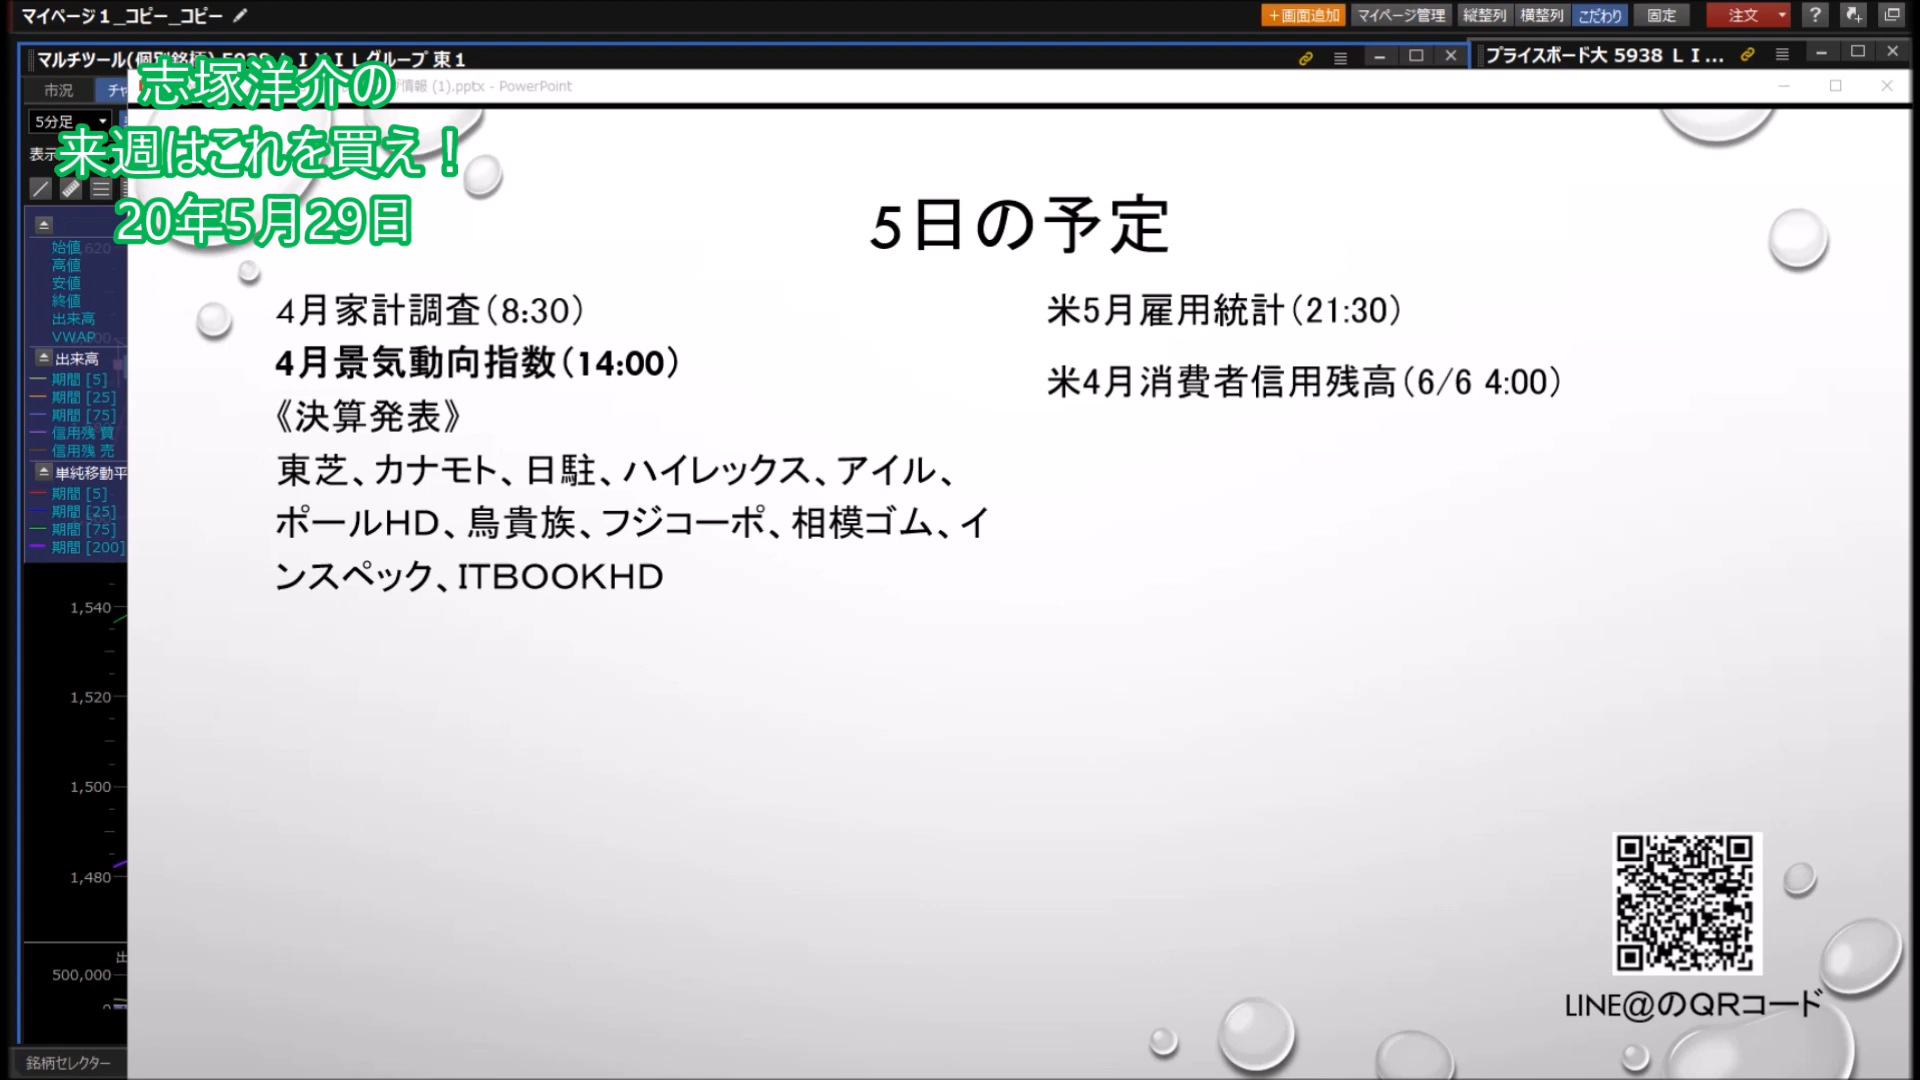 マイページ1_コピー_コピー
+画面追加 マイページ管理 縦整列 横整列 こだわり 固定 注文 ?
マルチツール(個別銘柄) 5938 LIXILグループ 東1
プライスボード大 5938 ＬＩ...
市況
情報 (1).pptx - PowerPoint
志塚洋介の
来週はこれを買え！
20年5月29日
5分足
表示
始値
高値
安値
終値
出来高
VWAP
出来高
期間 [5]
期間 [25]
期間 [75]
信用残 買
信用残 売
単純移動平
期間 [5]
期間 [25]
期間 [75]
期間 [200]
1,540
1,520
1,500
1,480
出
500,000
0
銘柄セレクター
5日の予定
4月家計調査（8:30）
4月景気動向指数（14:00）
《決算発表》
東芝、カナモト、日駐、ハイレックス、アイル、
ポールHD、鳥貴族、フジコーポ、相模ゴム、イ
ンスペック、ITBOOKHD
米5月雇用統計（21:30）
米4月消費者信用残高（6/6 4:00）
LINE@のQRコード